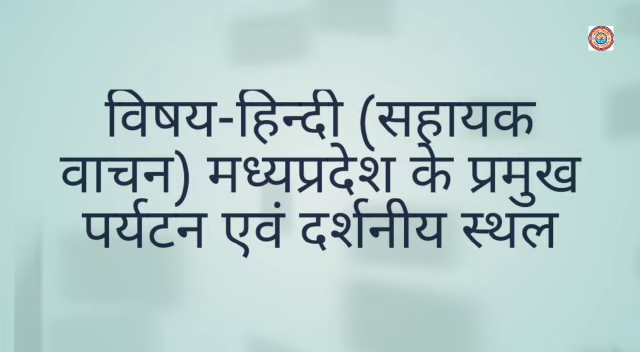 विषय-हिन्दी (सहायक
वाचन) मध्यप्रदेश के प्रमुख
पर्यटन एवं दर्शनीय स्थल